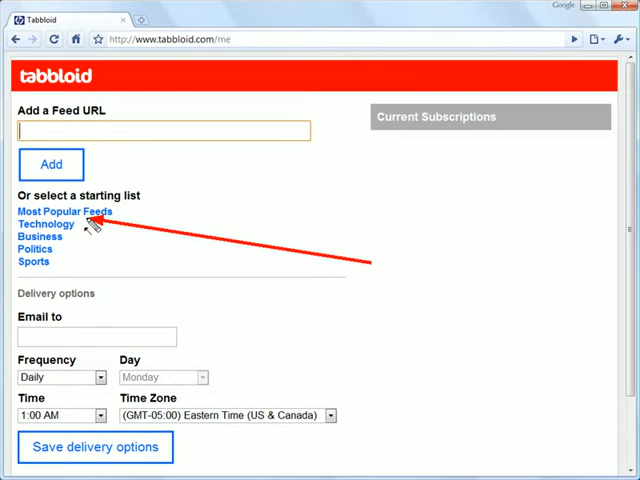 Google
Tabbloid
http://www.tabbloid.com/me
tabbloid
Add a Feed URL
Current Subscriptions
Add
Or select a starting list
Most Popular Feeds
Technology
Business
Politics
Sports
Delivery options
Email to
Frequency Day
Daily Monday
Time Time Zone
1:00 AM (GMT-05:00) Eastern Time (US & Canada)
Save delivery options